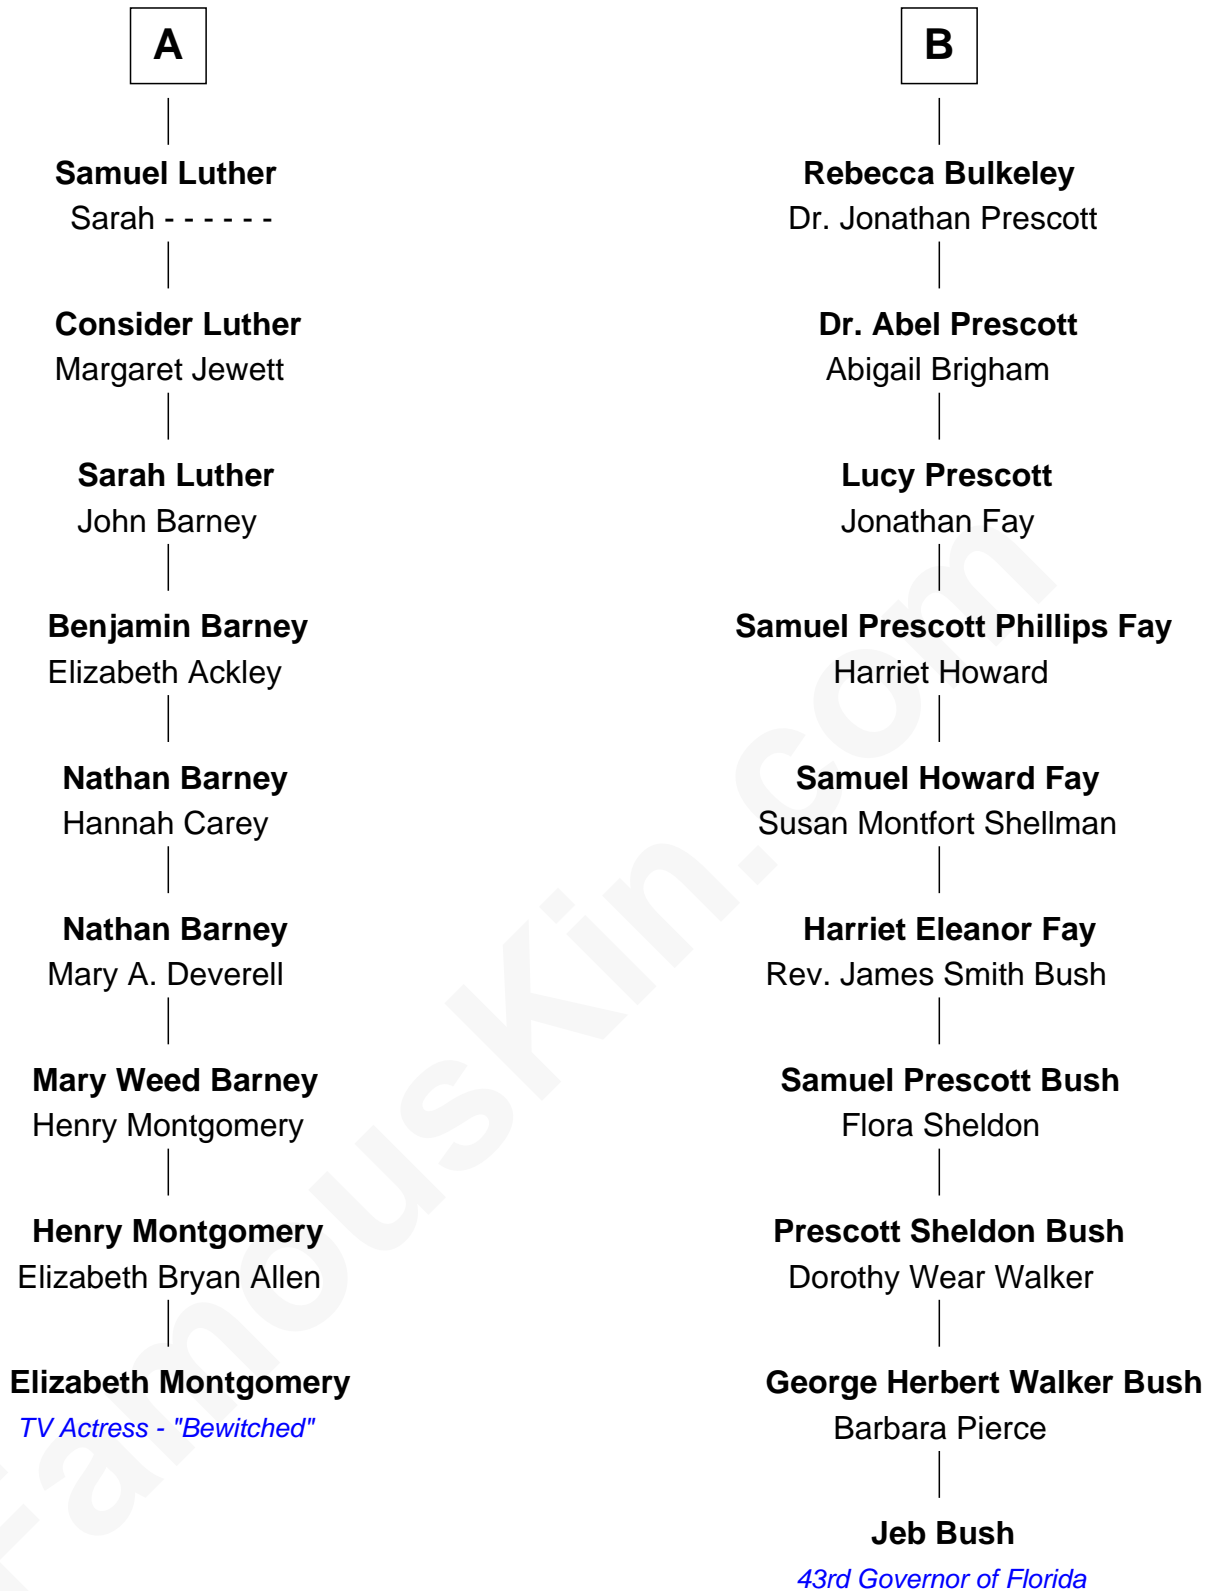 A
Samuel Luther
Sarah - - - - - -
Consider Luther
Margaret Jewett
Sarah Luther
John Barney
Benjamin Barney
Elizabeth Ackley
Nathan Barney
Hannah Carey
Nathan Barney
Mary A. Deverell
Mary Weed Barney
Henry Montgomery
Henry Montgomery
Elizabeth Bryan Allen
Elizabeth Montgomery
TV Actress - "Bewitched"
B
Rebecca Bulkeley
Dr. Jonathan Prescott
Dr. Abel Prescott
Abigail Brigham
Lucy Prescott
Jonathan Fay
Samuel Prescott Phillips Fay
Harriet Howard
Samuel Howard Fay
Susan Montfort Shellman
Harriet Eleanor Fay
Rev. James Smith Bush
Samuel Prescott Bush
Flora Sheldon
Prescott Sheldon Bush
Dorothy Wear Walker
George Herbert Walker Bush
Barbara Pierce
Jeb Bush
43rd Governor of Florida
FamousKin.com